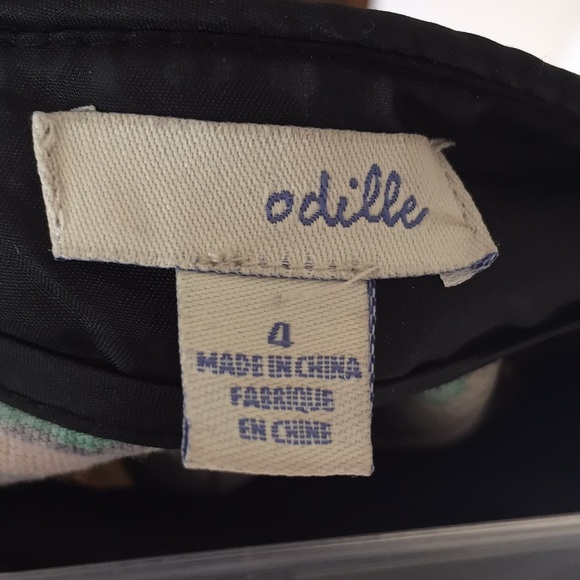 odille
4
MADE IN CHINA
FABRIQUE
EN CHINE